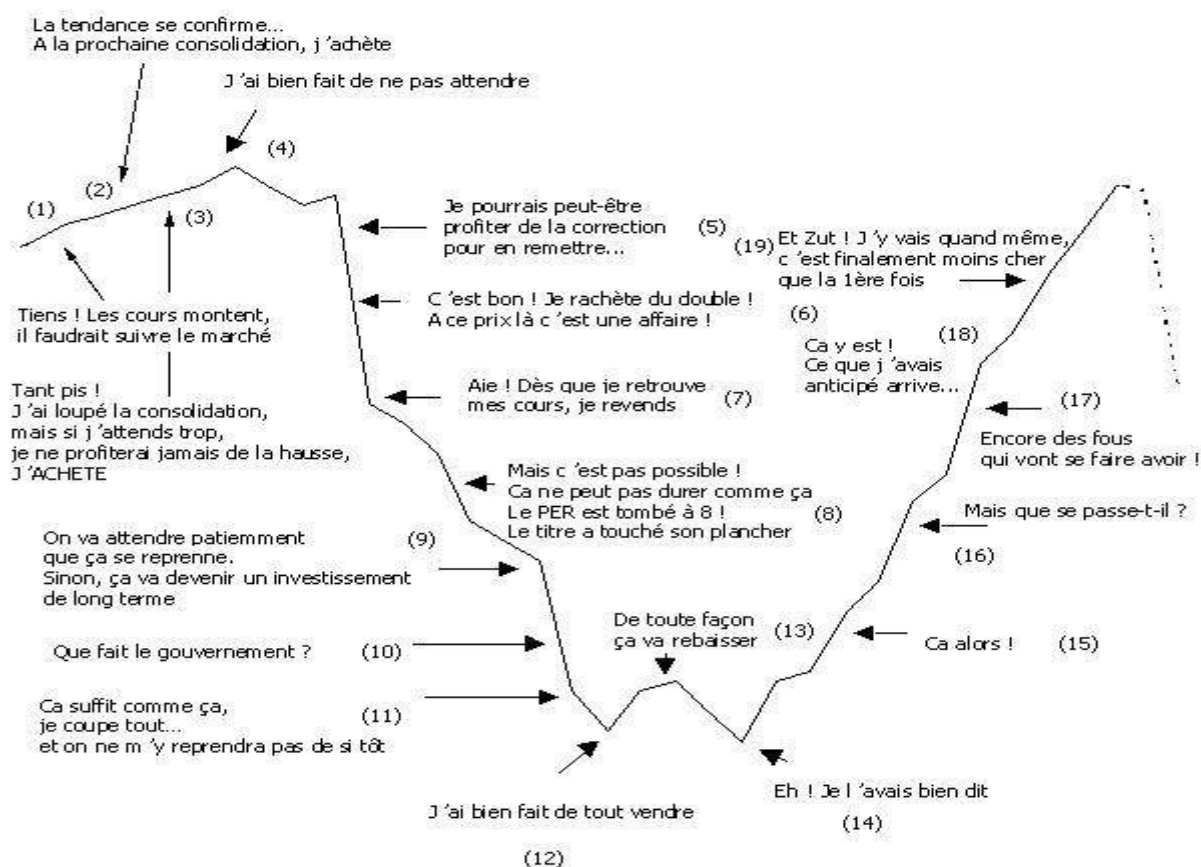 La tendance se confirme...
A la prochaine consolidation, j 'achète
J 'ai bien fait de ne pas attendre
(4)
(2)
(1)
(3)
Tiens ! Les cours montent,
il faudrait suivre le marché
Tant pis !
J 'ai loupé la consolidation,
mais si j 'attends trop,
je ne profiterai jamais de la hausse,
J 'ACHETE
Je pourrais peut-être
profiter de la correction
pour en remettre...
(5)
C 'est bon ! Je rachète du double !
A ce prix là c 'est une affaire !
(6)
Aie ! Dès que je retrouve
mes cours, je revends
(7)
Mais c 'est pas possible !
Ca ne peut pas durer comme ça
Le PER est tombé à 8 !
Le titre a touché son plancher
(8)
On va attendre patiemment
que ça se reprenne.
Sinon, ça va devenir un investissement
de long terme
(9)
Que fait le gouvernement ?
(10)
Ca suffit comme ça,
je coupe tout...
et on ne m 'y reprendra pas de si tôt
(11)
J 'ai bien fait de tout vendre
(12)
De toute façon
ça va rebaisser
(13)
Eh ! Je l 'avais bien dit
(14)
Ca alors !
(15)
Mais que se passe-t-il ?
(16)
(17)
Encore des fous
qui vont se faire avoir !
(18)
Ca y est !
Ce que j 'avais
anticipé arrive...
(19)
Et Zut ! J 'y vais quand même,
c 'est finalement moins cher
que la 1ère fois